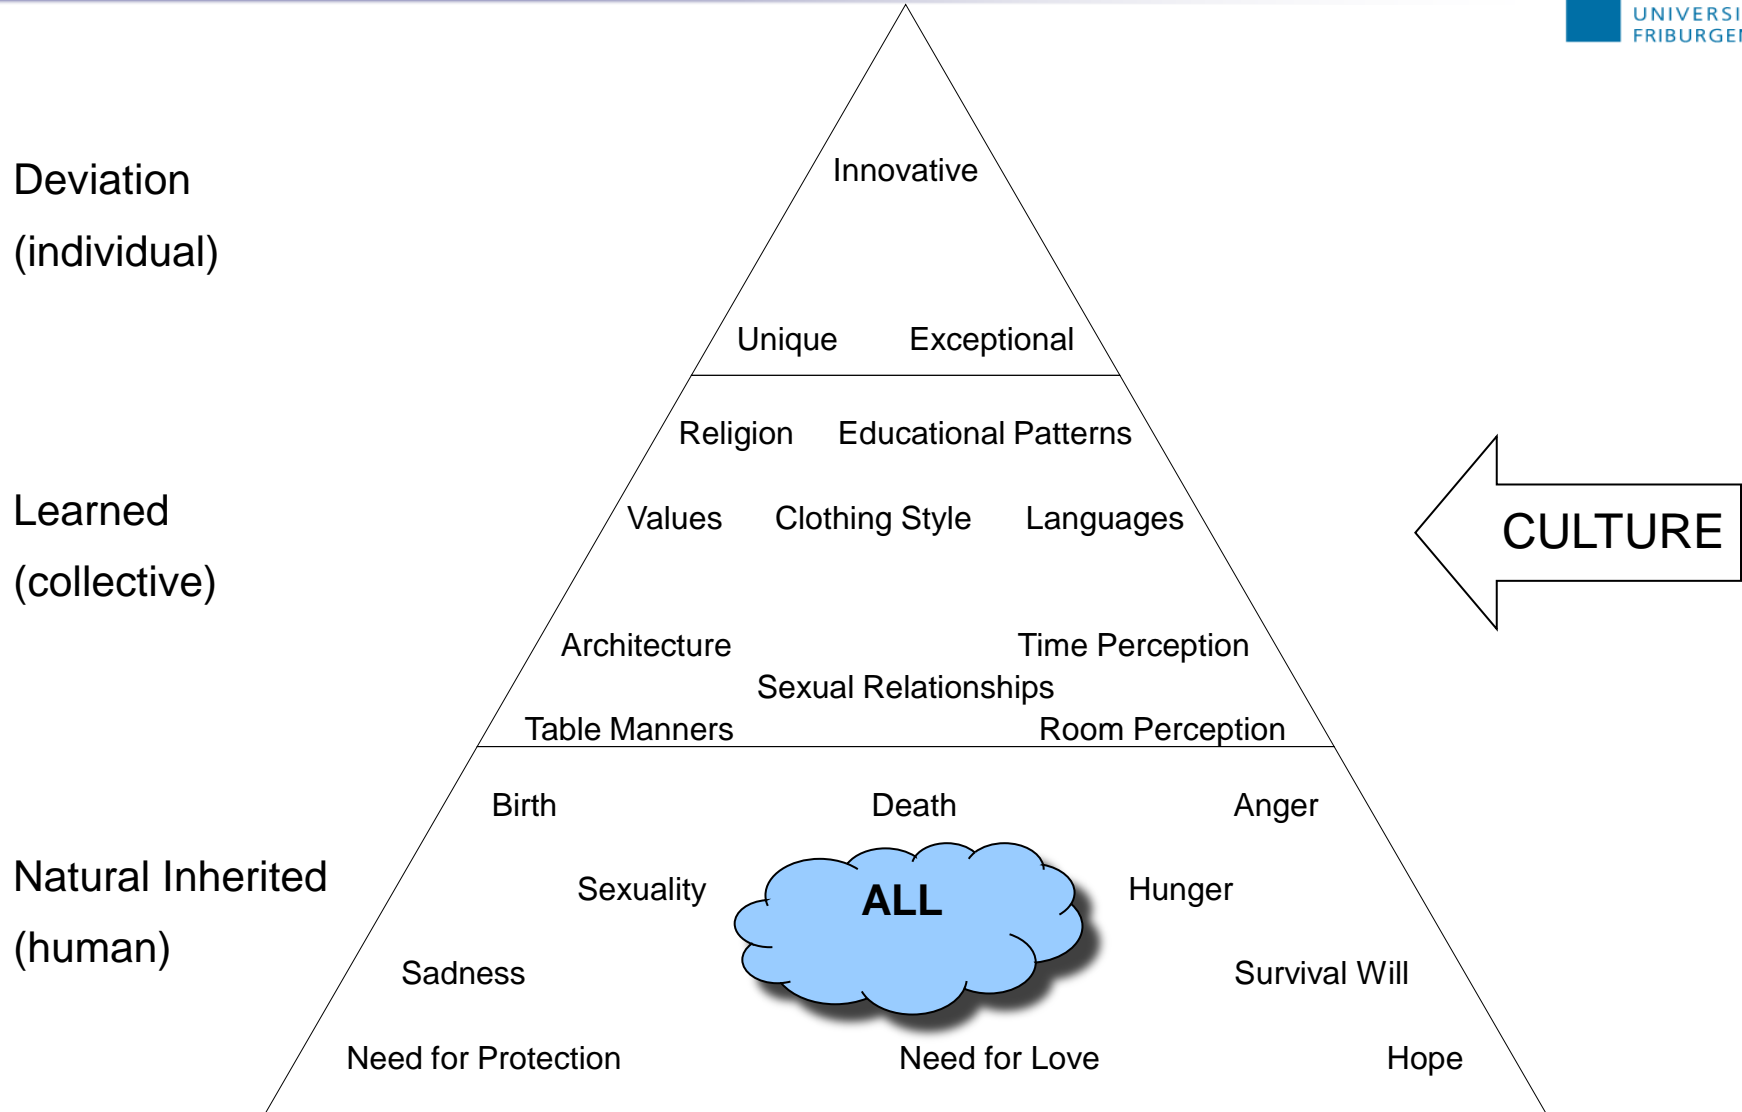 UNIVERSI
FRIBURGEN
Deviation
(individual)
Innovative
Unique Exceptional
Religion Educational Patterns
Learned
(collective)
Values Clothing Style Languages
CULTURE
Architecture Time Perception
Sexual Relationships
Table Manners Room Perception
Natural Inherited
(human)
Birth Death Anger
Sexuality ALL Hunger
Sadness Survival Will
Need for Protection Need for Love Hope